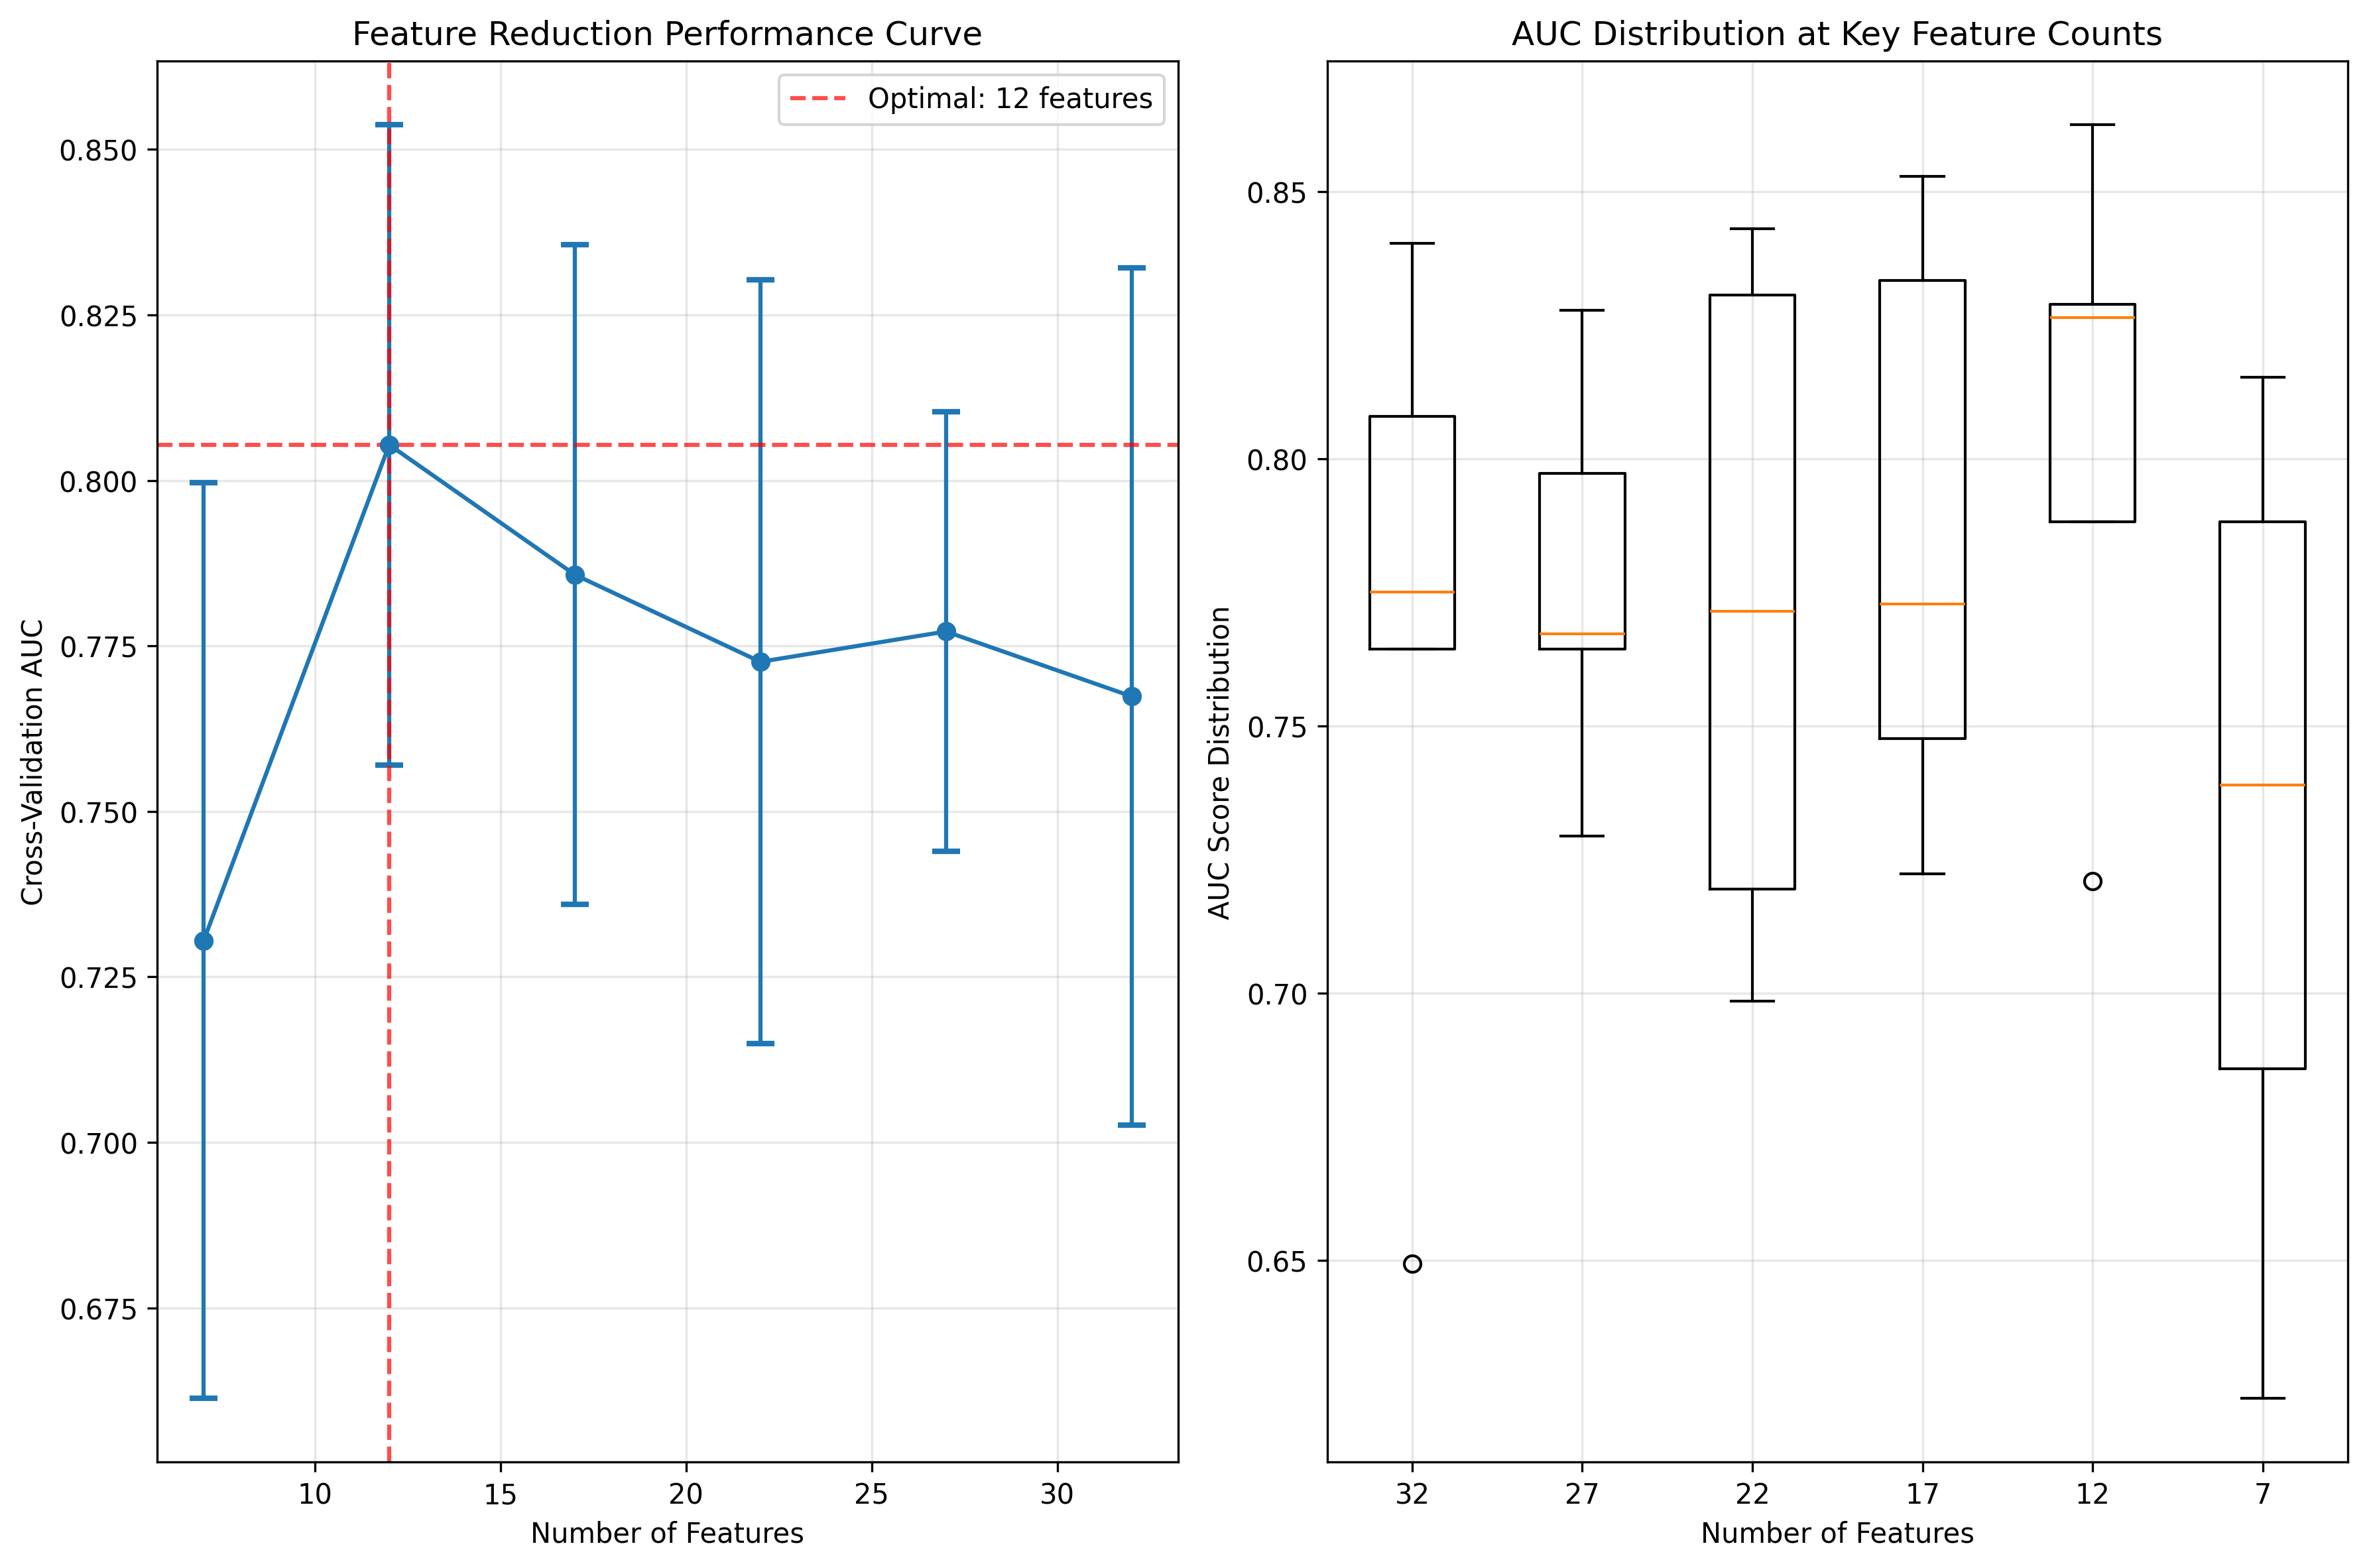 Feature Reduction Performance Curve
Optimal: 12 features
0.850
0.825
0.800
0.775
0.750
0.725
0.700
0.675
Cross-Validation AUC
10 15 20 25 30
Number of Features
AUC Distribution at Key Feature Counts
0.85
0.80
0.75
0.70
0.65
AUC Score Distribution
32 27 22 17 12 7
Number of Features